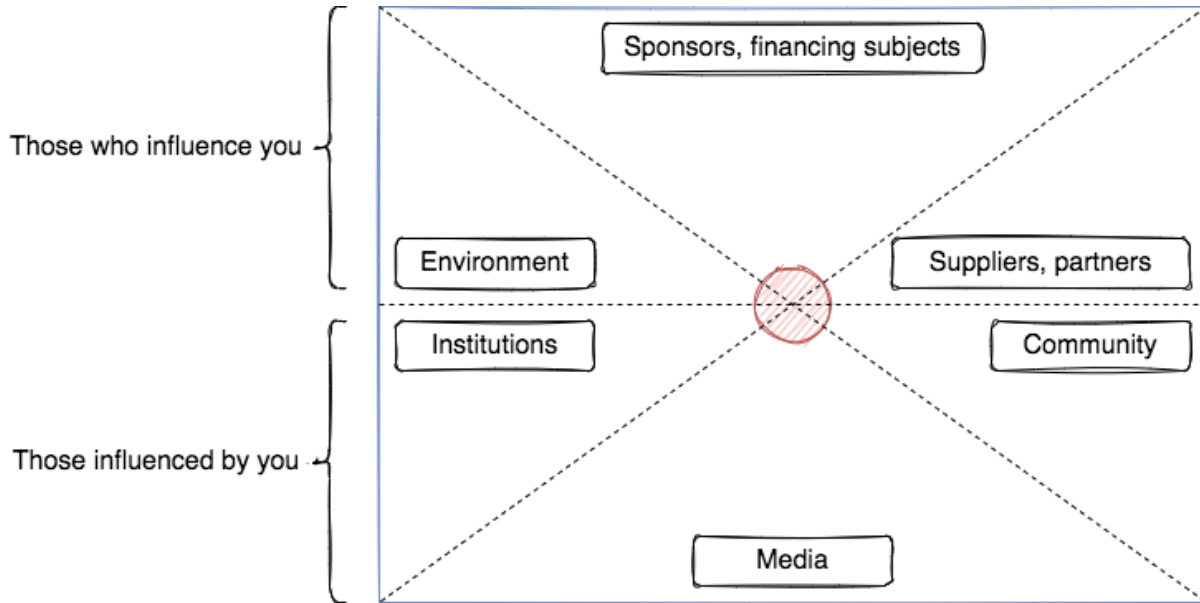 Sponsors, financing subjects
Those who influence you
Environment
Suppliers, partners
Institutions
Community
Those influenced by you
Media